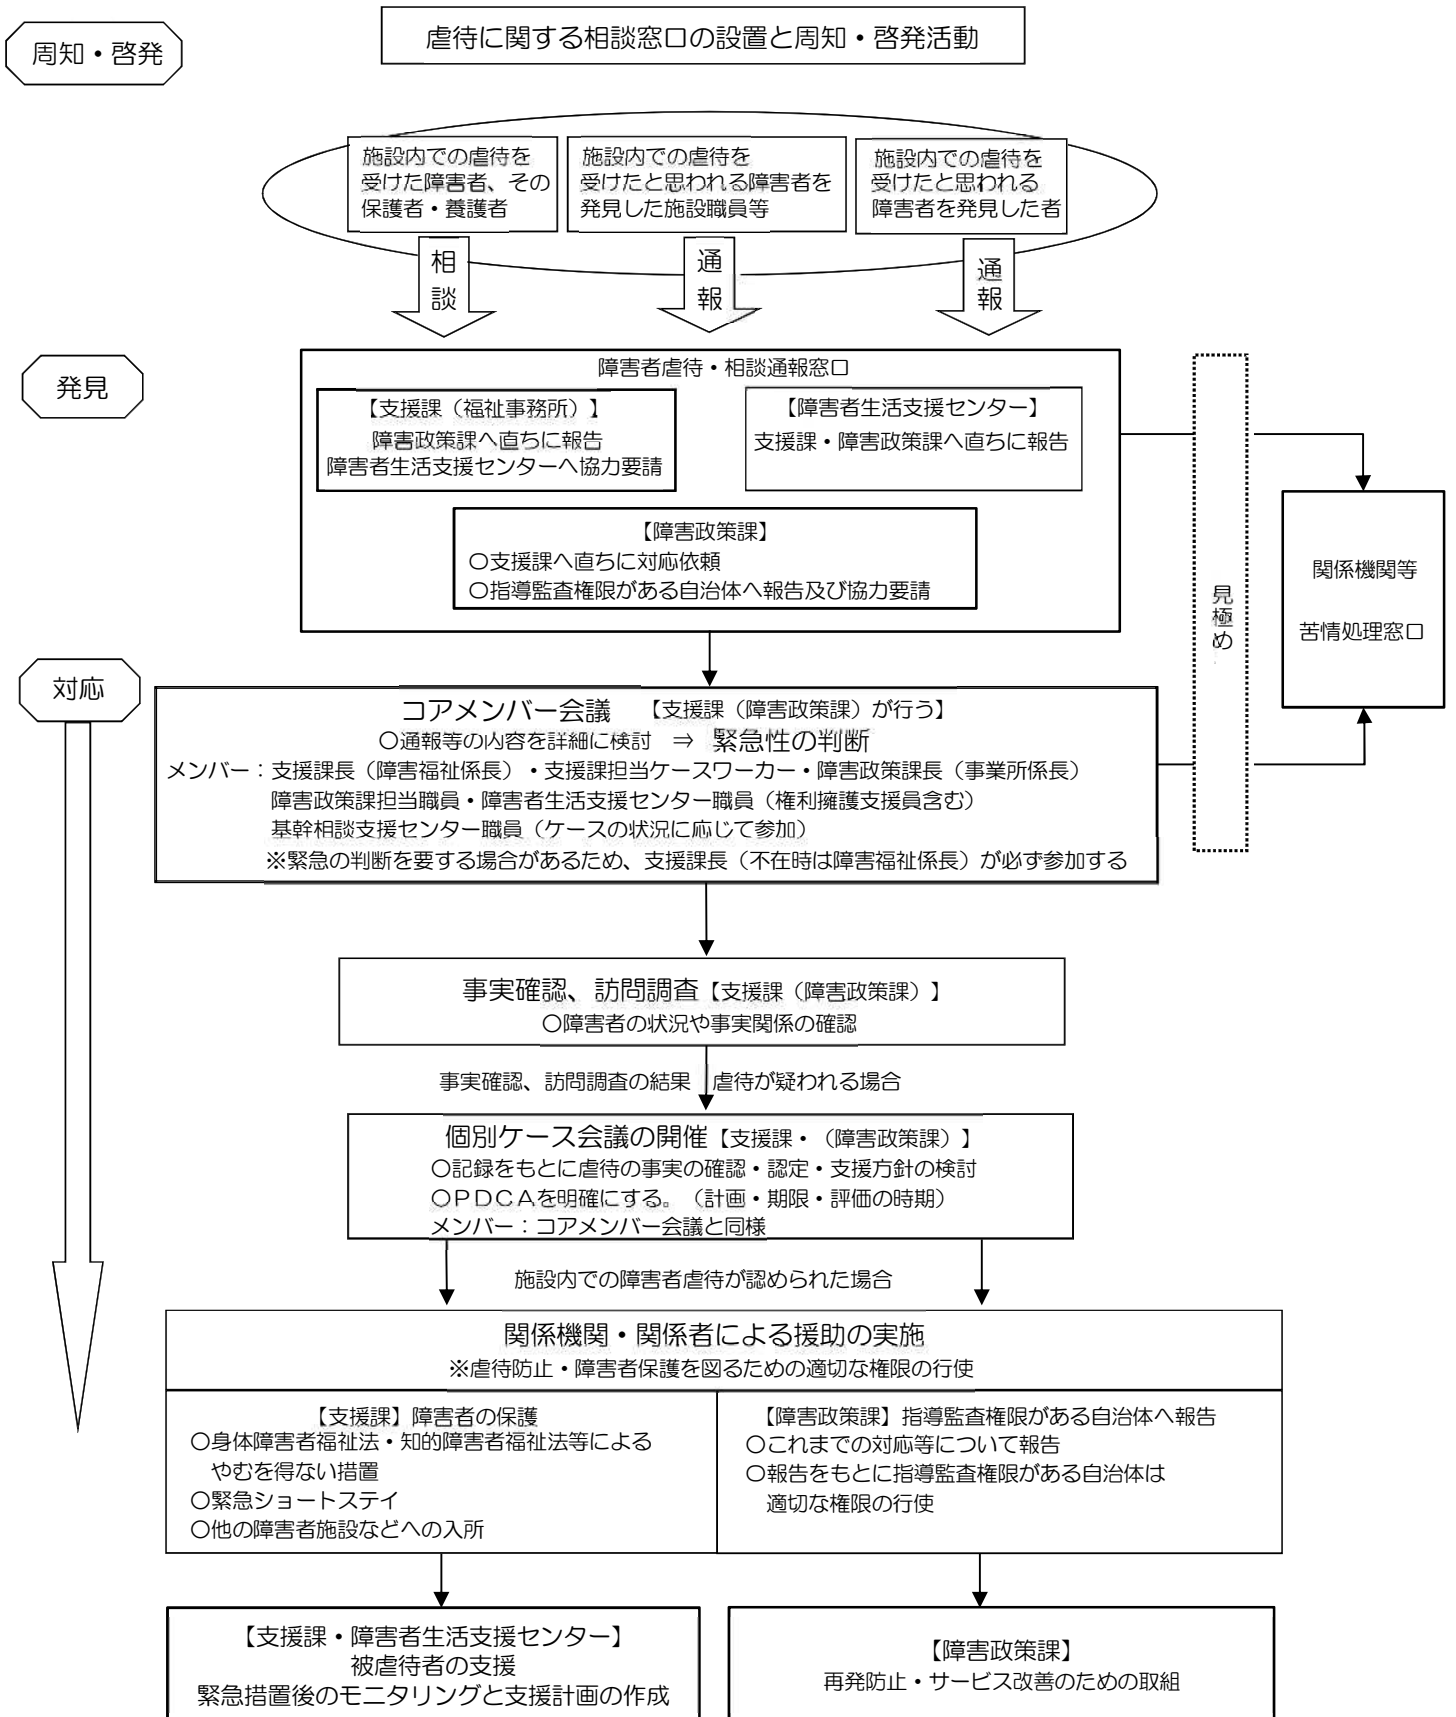 周知・啓発
虐待に関する相談窓口の設置と周知・啓発活動
施設内での虐待を
受けた障害者、その
保護者・養護者
施設内での虐待を
受けたと思われる障害者を
発見した施設職員等
施設内での虐待を
受けたと思われる
障害者を発見した者
相談
通報
通報
発見
障害者虐待・相談通報窓口
【支援課（福祉事務所）】
障害政策課へ直ちに報告
障害者生活支援センターへ協力要請
【障害者生活支援センター】
支援課・障害政策課へ直ちに報告
【障害政策課】
〇支援課へ直ちに対応依頼
〇指導監査権限がある自治体へ報告及び協力要請
見極め
関係機関等
苦情処理窓口
対応
コアメンバー会議　【支援課（障害政策課）が行う】
〇通報等の内容を詳細に検討　⇒　緊急性の判断
メンバー：支援課長（障害福祉係長）・支援課担当ケースワーカー・障害政策課長（事業所係長）
障害政策課担当職員・障害者生活支援センター職員（権利擁護支援員含む）
基幹相談支援センター職員（ケースの状況に応じて参加）
※緊急の判断を要する場合があるため、支援課長（不在時は障害福祉係長）が必ず参加する
事実確認、訪問調査【支援課（障害政策課）】
〇障害者の状況や事実関係の確認
事実確認、訪問調査の結果　虐待が疑われる場合
個別ケース会議の開催【支援課・（障害政策課）】
〇記録をもとに虐待の事実の確認・認定・支援方針の検討
〇ＰＤＣＡを明確にする。（計画・期限・評価の時期）
メンバー：コアメンバー会議と同様
施設内での障害者虐待が認められた場合
関係機関・関係者による援助の実施
※虐待防止・障害者保護を図るための適切な権限の行使
【支援課】障害者の保護
〇身体障害者福祉法・知的障害者福祉法等による
やむを得ない措置
〇緊急ショートステイ
〇他の障害者施設などへの入所
【障害政策課】指導監査権限がある自治体へ報告
〇これまでの対応等について報告
〇報告をもとに指導監査権限がある自治体は
適切な権限の行使
【支援課・障害者生活支援センター】
被虐待者の支援
緊急措置後のモニタリングと支援計画の作成
【障害政策課】
再発防止・サービス改善のための取組